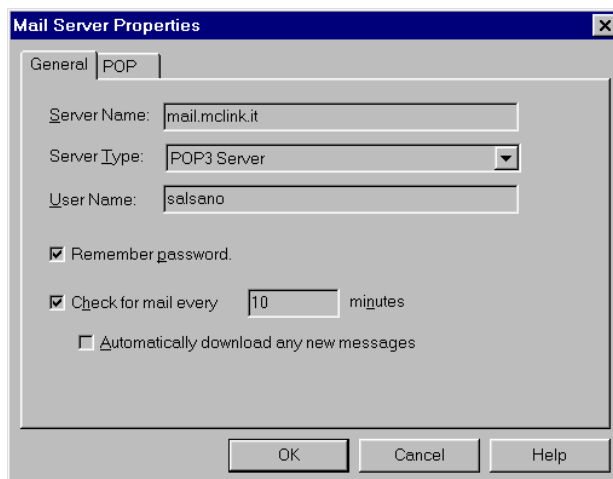 Mail Server Properties
General POP
Server Name: mail.mclink.it
Server Type: POP3 Server
User Name: salsano
Remember password.
Check for mail every 10 minutes
Automatically download any new messages
OK Cancel Help